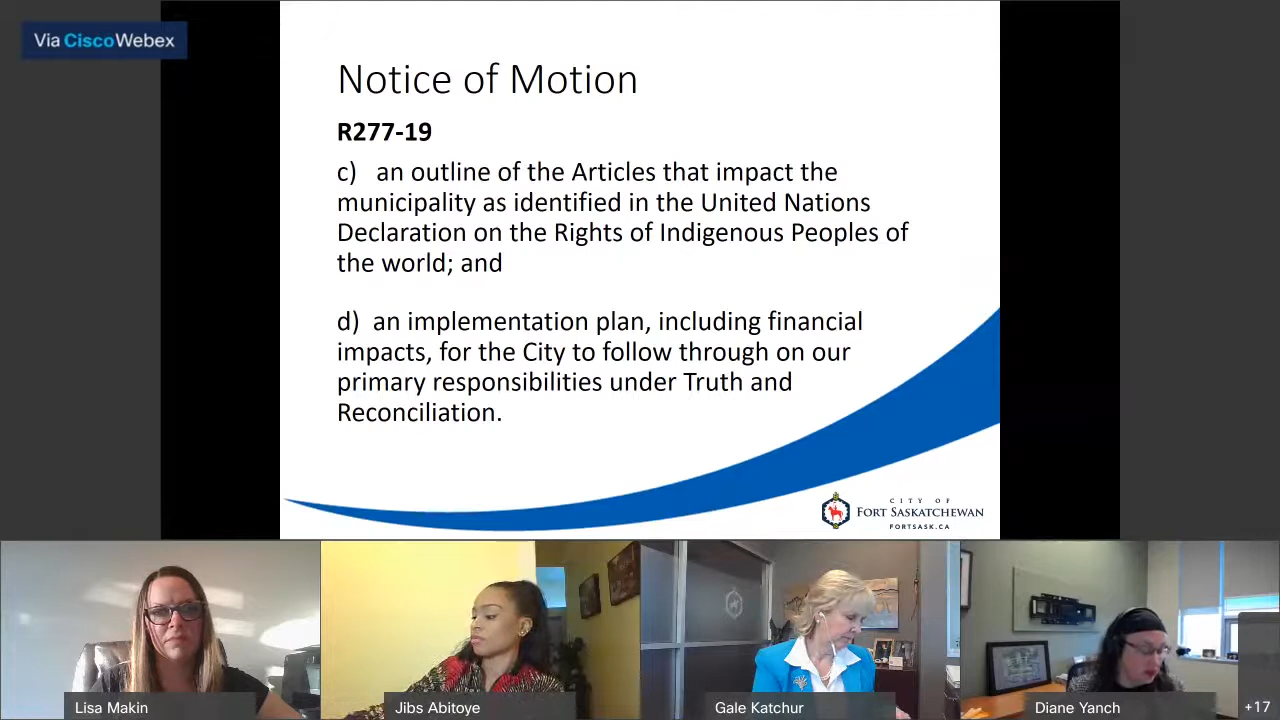 Via Cisco Webex
Notice of Motion
R277-19
c) an outline of the Articles that impact the
municipality as identified in the United Nations
Declaration on the Rights of Indigenous Peoples of
the world; and
d) an implementation plan, including financial
impacts, for the City to follow through on our
primary responsibilities under Truth and
Reconciliation.
CITY OF
FORT SASKATCHEWAN
FORTSASK.CA
Lisa Makin
Jibs Abitoye
Gale Katchur
Diane Yanch
+17